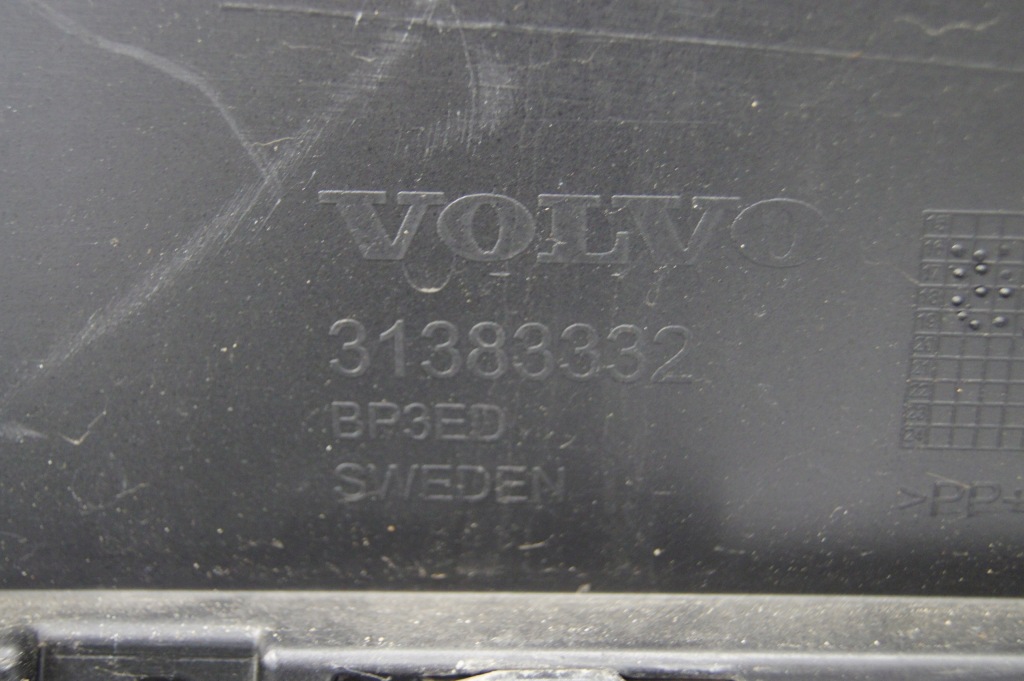 VOLVO
31383332
BP3ED
SWEDEN
>PP+